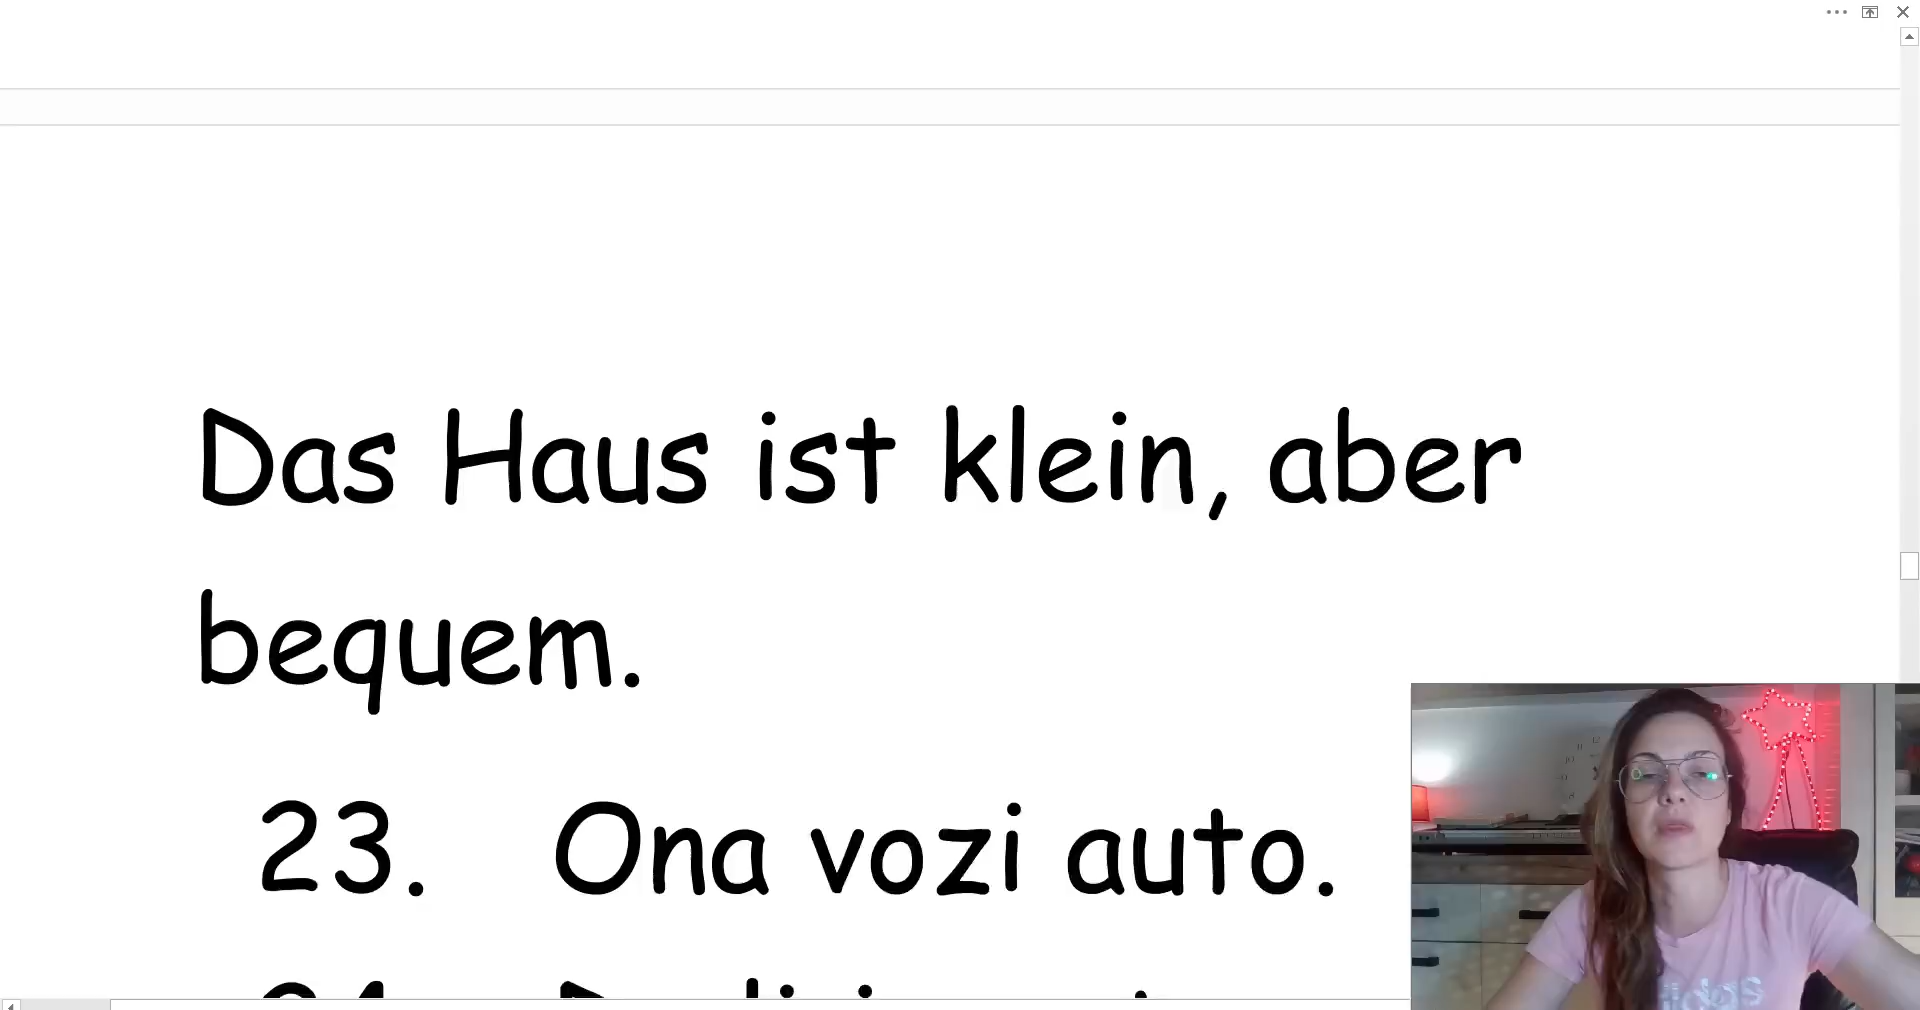 Das Haus ist klein, aber
bequem.
23. Ona vozi auto.